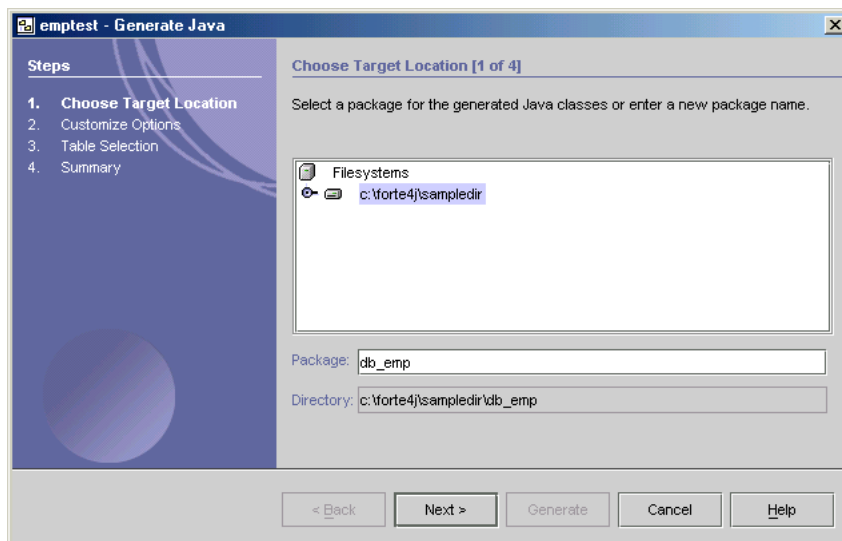 emptest - Generate Java
Steps
1. Choose Target Location
2. Customize Options
3. Table Selection
4. Summary
Choose Target Location [1 of 4]
Select a package for the generated Java classes or enter a new package name.
Filesystems
c:\forte4j\sampledir
Package: db_emp
Directory: c:\forte4j\sampledir\db_emp
< Back Next > Generate Cancel Help